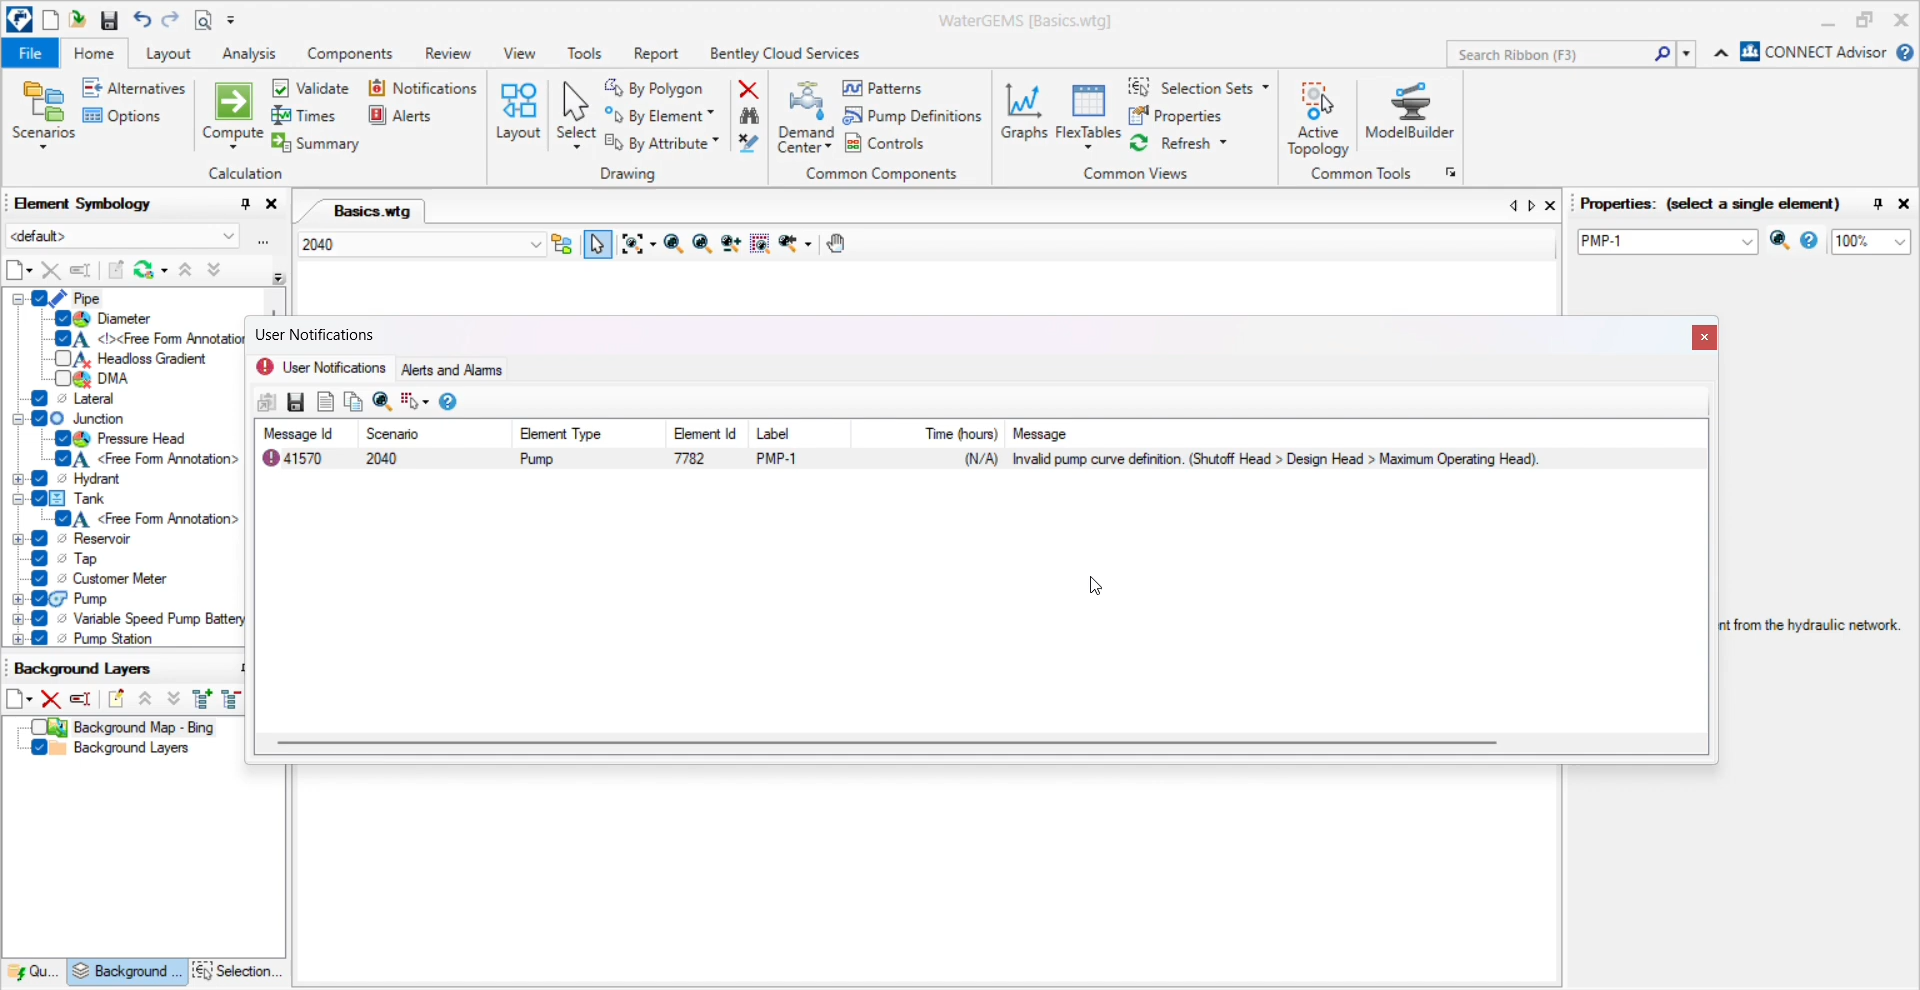 WaterGEMS [Basics.wtg]
File Home Layout Analysis Components Review View Tools Report Bentley Cloud Services Search Ribbon (F3) CONNECT Advisor
Scenarios
Alternatives
Options
Compute
Validate
Times
Summary
Notifications
Alerts
Calculation
Layout
Select
By Polygon
By Element
By Attribute
Drawing
Demand
Center
Patterns
Pump Definitions
Controls
Common Components
Graphs
FlexTables
Selection Sets
Properties
Refresh
Common Views
Active
Topology
ModelBuilder
Common Tools
Element Symbology
<default>
...
Pipe
Diameter
<!><Free Form Annotation
Headloss Gradient
DMA
Lateral
Junction
Pressure Head
<Free Form Annotation>
Hydrant
Tank
<Free Form Annotation>
Reservoir
Tap
Customer Meter
Pump
Variable Speed Pump Battery
Pump Station
Background Layers
Background Map - Bing
Background Layers
Qu... Background ... Selection...
Basics.wtg
2040
User Notifications
User Notifications Alerts and Alarms
Message Id Scenario Element Type Element Id Label Time (hours) Message
41570 2040 Pump 7782 PMP-1 (N/A) Invalid pump curve definition. (Shutoff Head > Design Head > Maximum Operating Head).
Properties: (select a single element)
PMP-1 100%
nt from the hydraulic network.